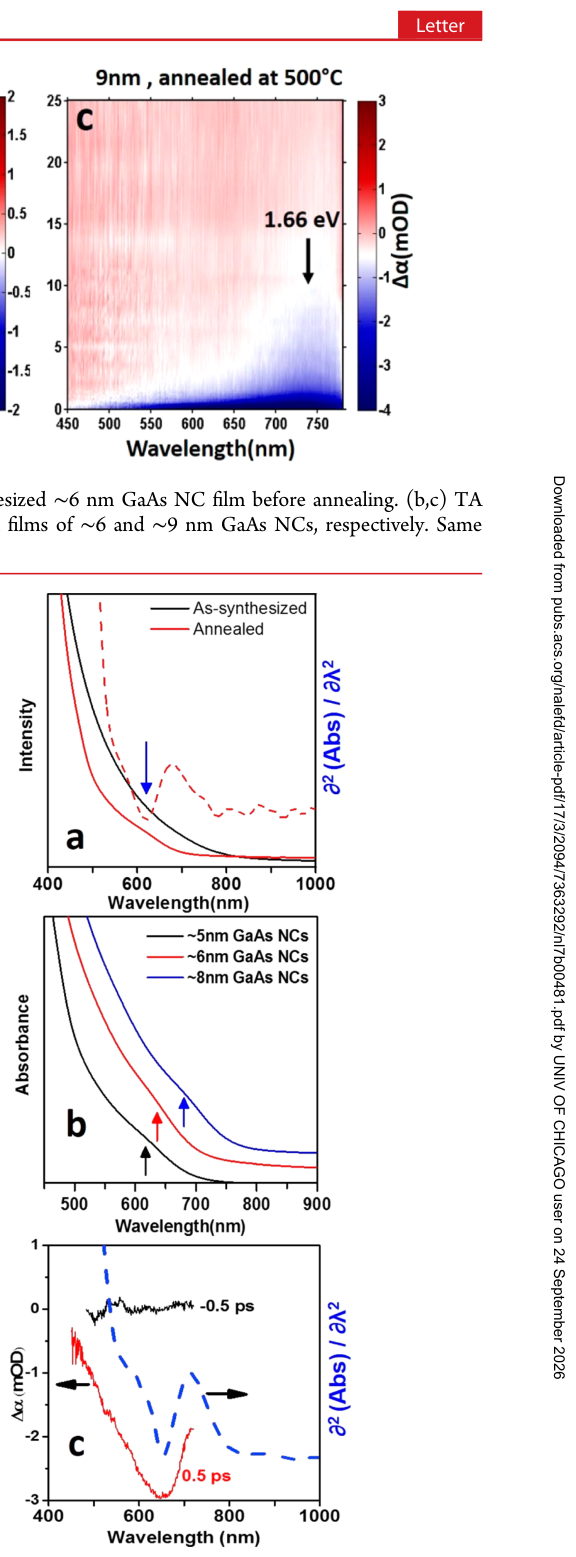 Letter
9nm , annealed at 500°C
2
1.5
1
0.5
0
-0.5
-1
-1.5
-2
c
25
20
15
10
5
0
1.66 eV
450 500 550 600 650 700 750
Wavelength(nm)
3
2
1
0
-1
-2
-3
-4
Δα(mOD)
esized ~6 nm GaAs NC film before annealing. (b,c) TA
films of ~6 and ~9 nm GaAs NCs, respectively. Same
As-synthesized
Annealed
Intensity
∂² (Abs) / ∂λ²
a
400 600 800 1000
Wavelength(nm)
~5nm GaAs NCs
~6nm GaAs NCs
~8nm GaAs NCs
Absorbance
b
500 600 700 800 900
Wavelength(nm)
1
0
-1
-2
-3
-0.5 ps
Δα (mOD)
∂² (Abs) / ∂λ²
c
0.5 ps
400 600 800 1000
Wavelength (nm)
Downloaded from pubs.acs.org/nalefd/article-pdf/17/3/2094/7363292/nl7b00481.pdf by UNIV OF CHICAGO user on 24 September 2026